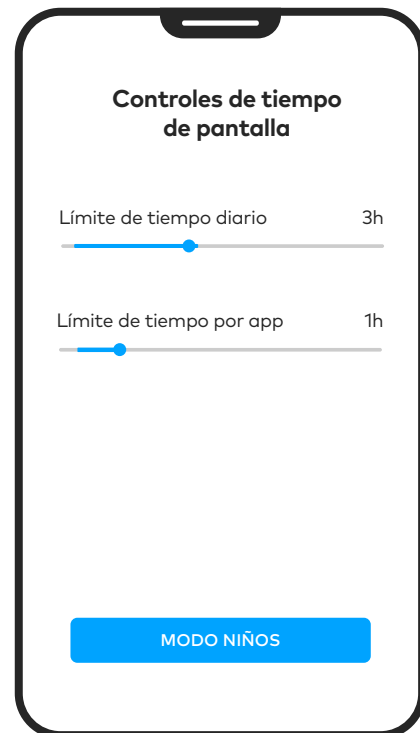 Controles de tiempo
de pantalla
Límite de tiempo diario 3h
Límite de tiempo por app 1h
MODO NIÑOS